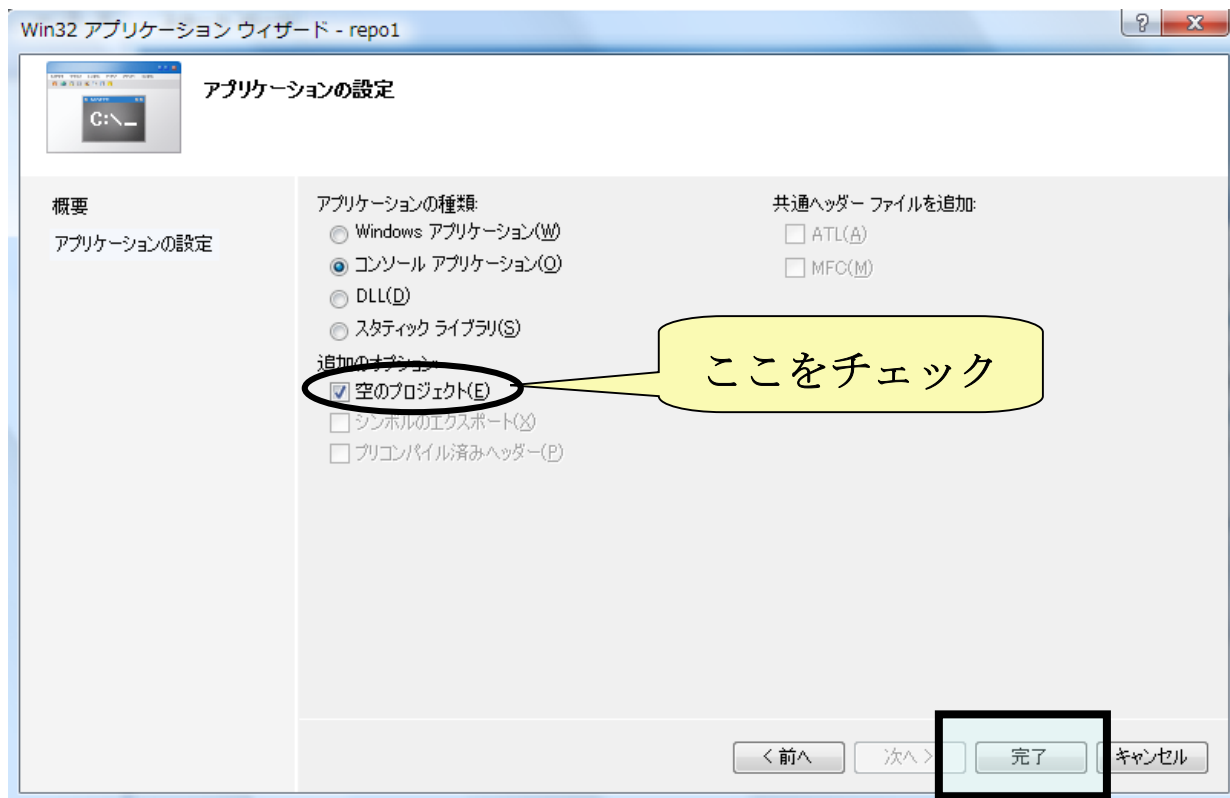 Win32 アプリケーション ウィザード - repo1
アプリケーションの設定
C:\_
概要
アプリケーションの設定
アプリケーションの種類:
Windows アプリケーション(W)
コンソール アプリケーション(O)
DLL(D)
スタティック ライブラリ(S)
追加のオプション:
空のプロジェクト(E)
シンボルのエクスポート(X)
プリコンパイル済みヘッダー(P)
共通ヘッダー ファイルを追加:
ATL(A)
MFC(M)
ここをチェック
< 前へ
次へ >
完了
キャンセル